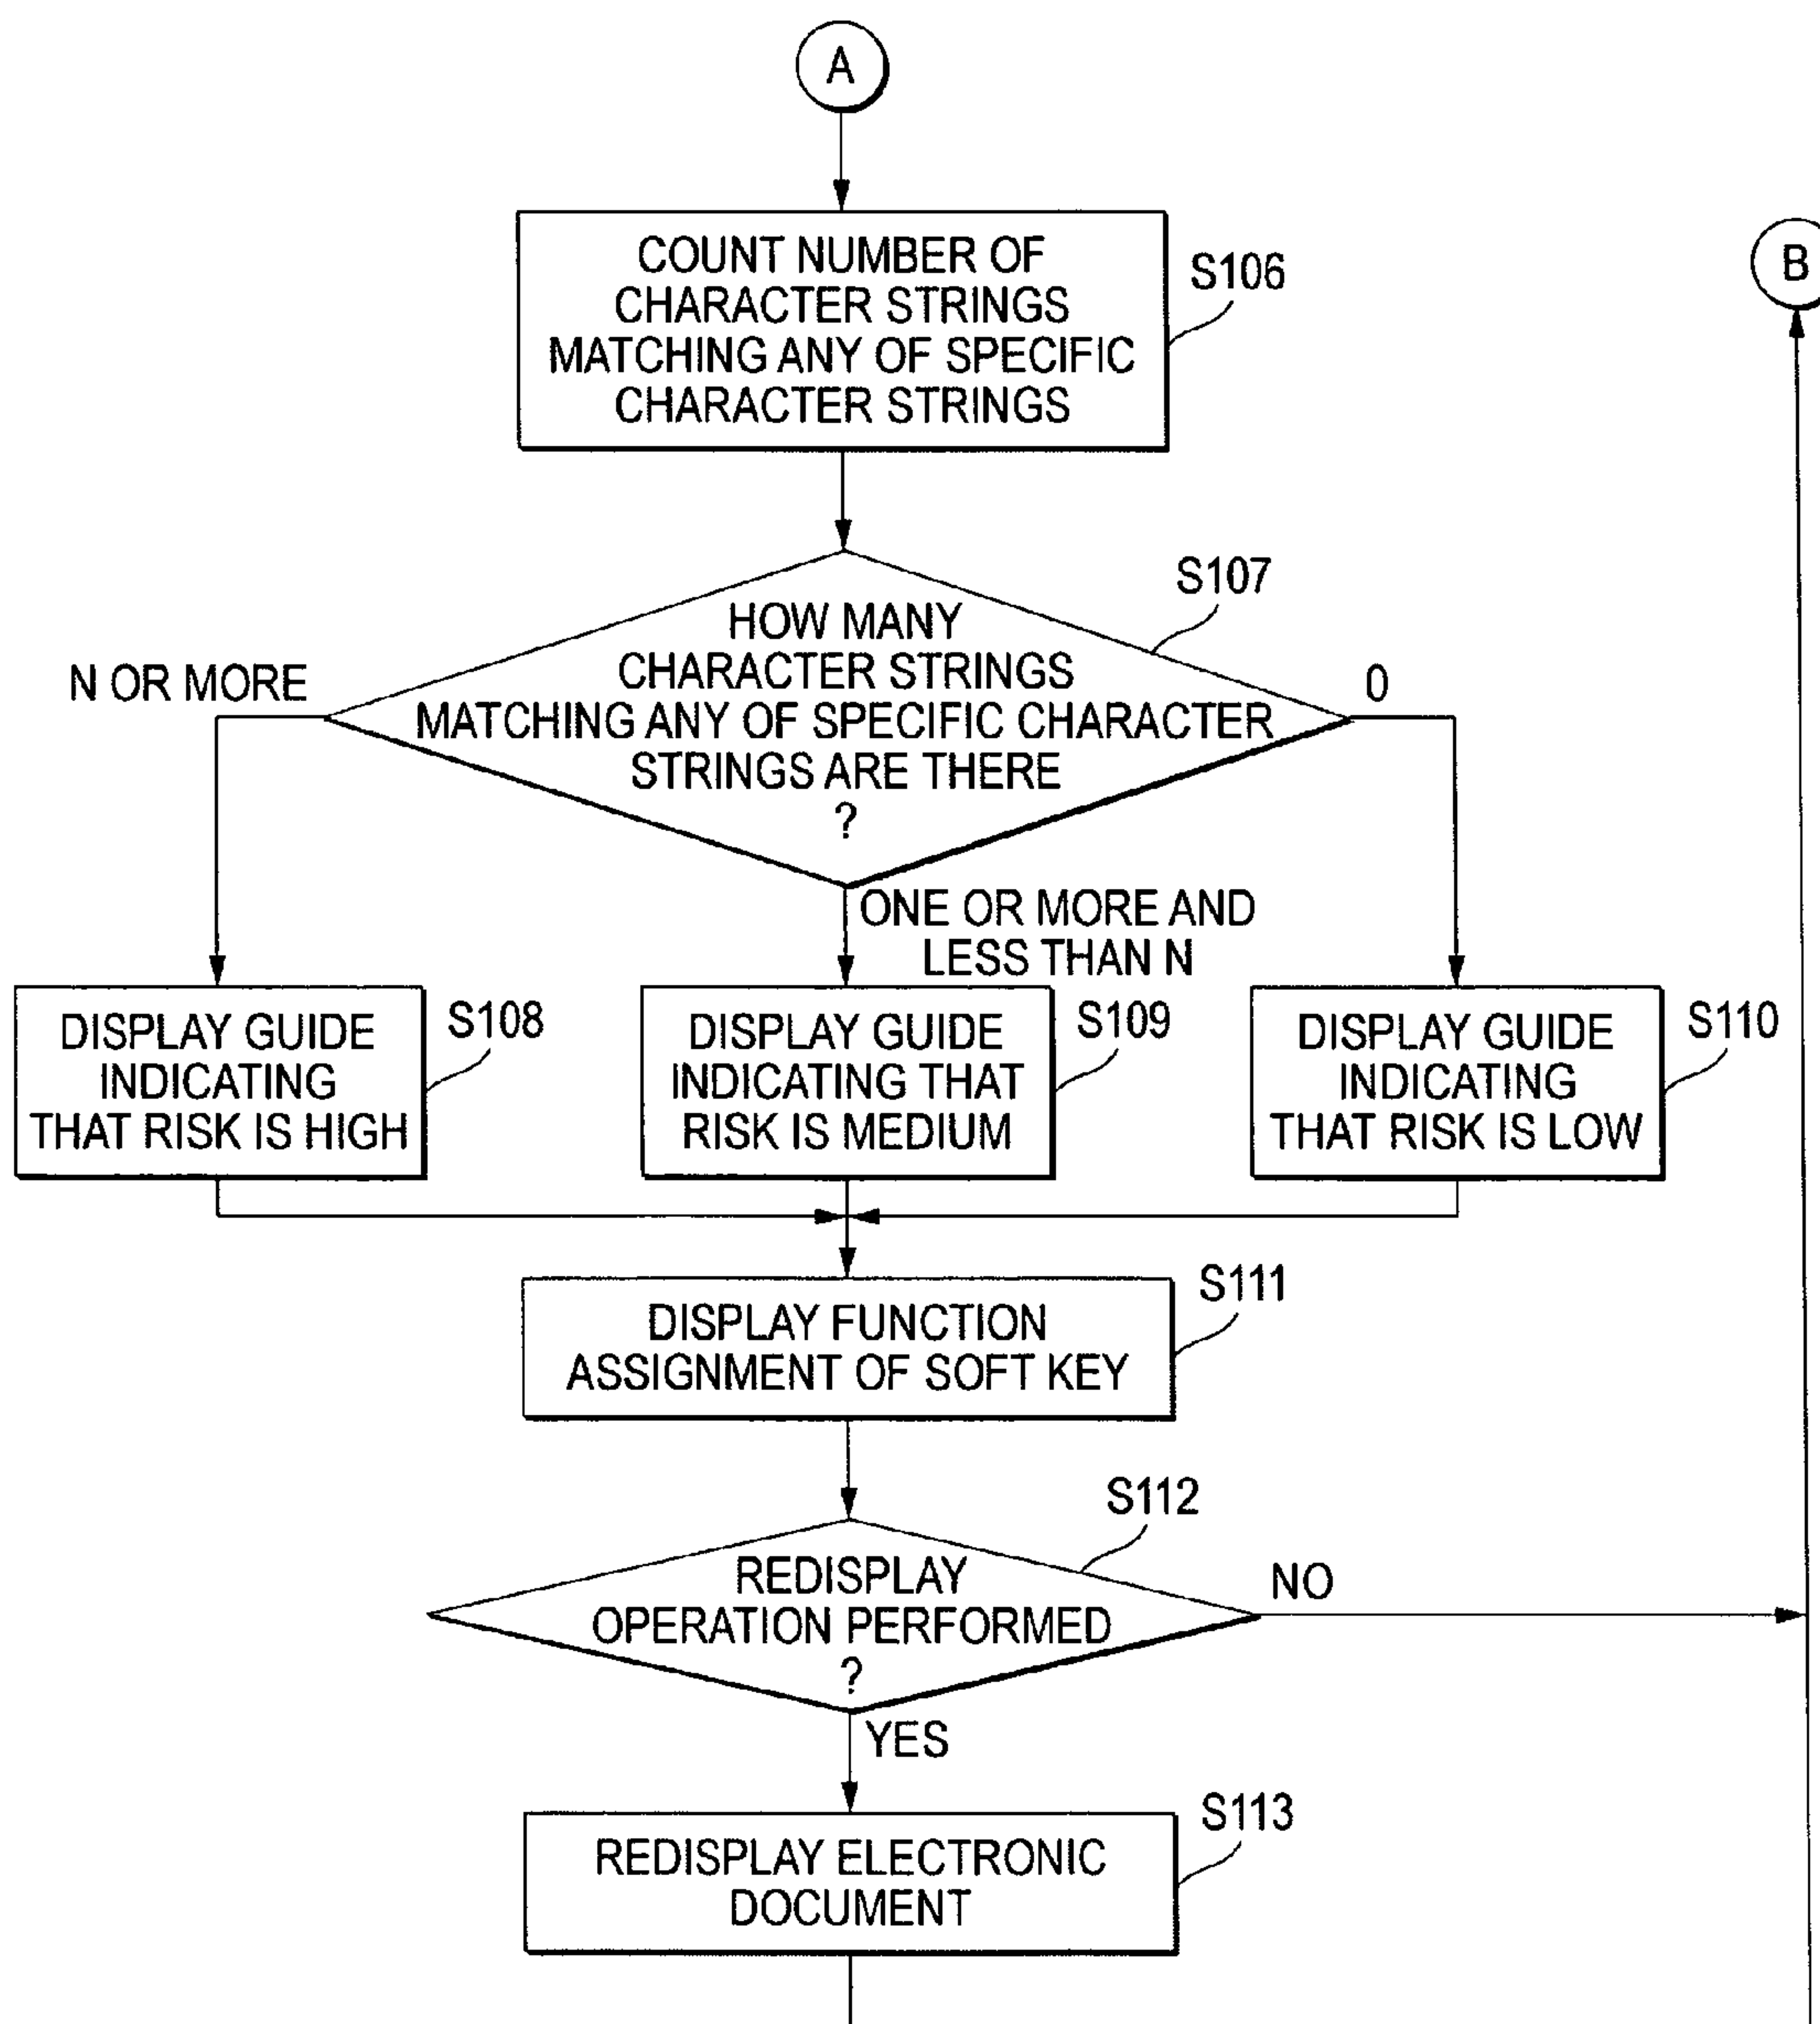 A
COUNT NUMBER OF
CHARACTER STRINGS
MATCHING ANY OF SPECIFIC
CHARACTER STRINGS
S106
B
S107
HOW MANY
CHARACTER STRINGS
MATCHING ANY OF SPECIFIC CHARACTER
STRINGS ARE THERE
?
N OR MORE
0
ONE OR MORE AND
LESS THAN N
DISPLAY GUIDE
INDICATING
THAT RISK IS HIGH
S108
DISPLAY GUIDE
INDICATING THAT
RISK IS MEDIUM
S109
DISPLAY GUIDE
INDICATING
THAT RISK IS LOW
S110
DISPLAY FUNCTION
ASSIGNMENT OF SOFT KEY
S111
S112
REDISPLAY
OPERATION PERFORMED
?
NO
YES
REDISPLAY ELECTRONIC
DOCUMENT
S113